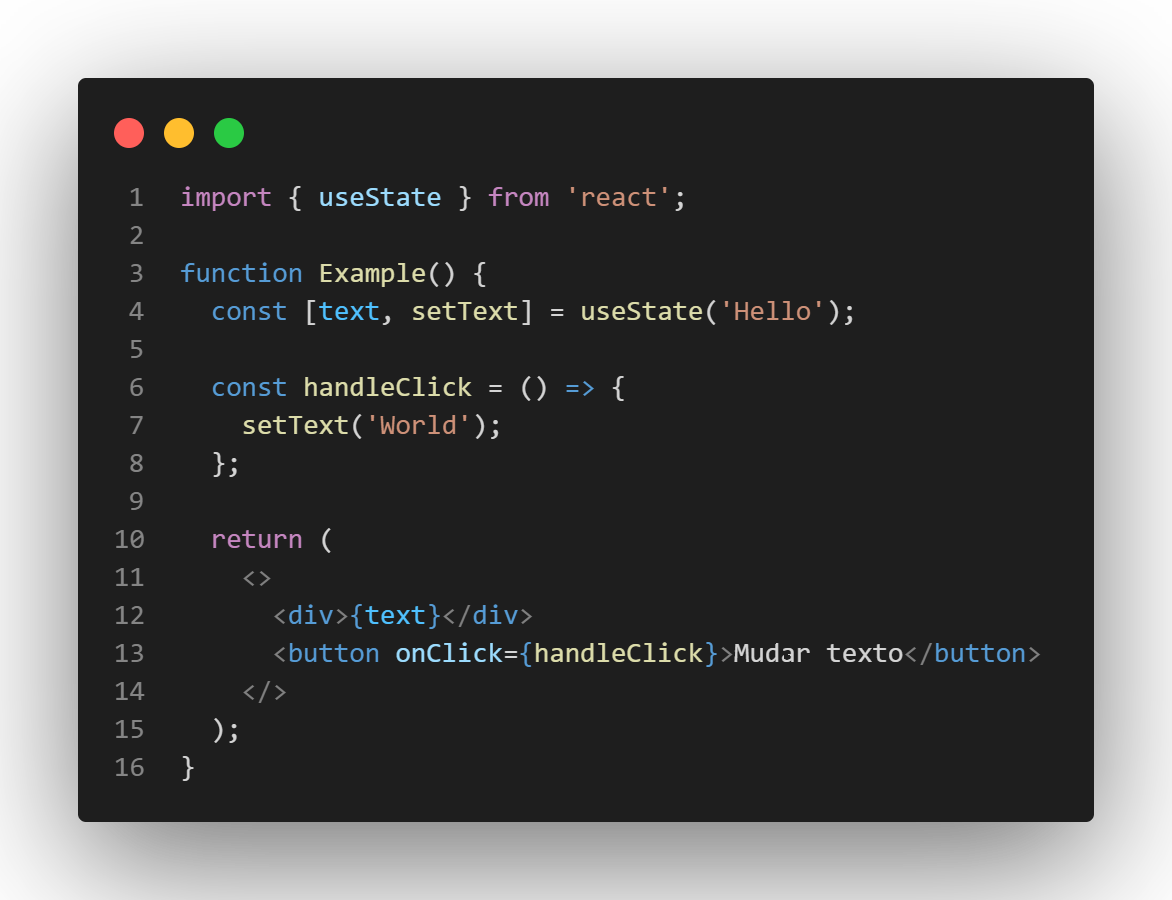 1 import { useState } from 'react';
2
3 function Example() {
4   const [text, setText] = useState('Hello');
5
6   const handleClick = () => {
7     setText('World');
8   };
9
10   return (
11     <>
12       <div>{text}</div>
13       <button onClick={handleClick}>Mudar texto</button>
14     </>
15   );
16 }